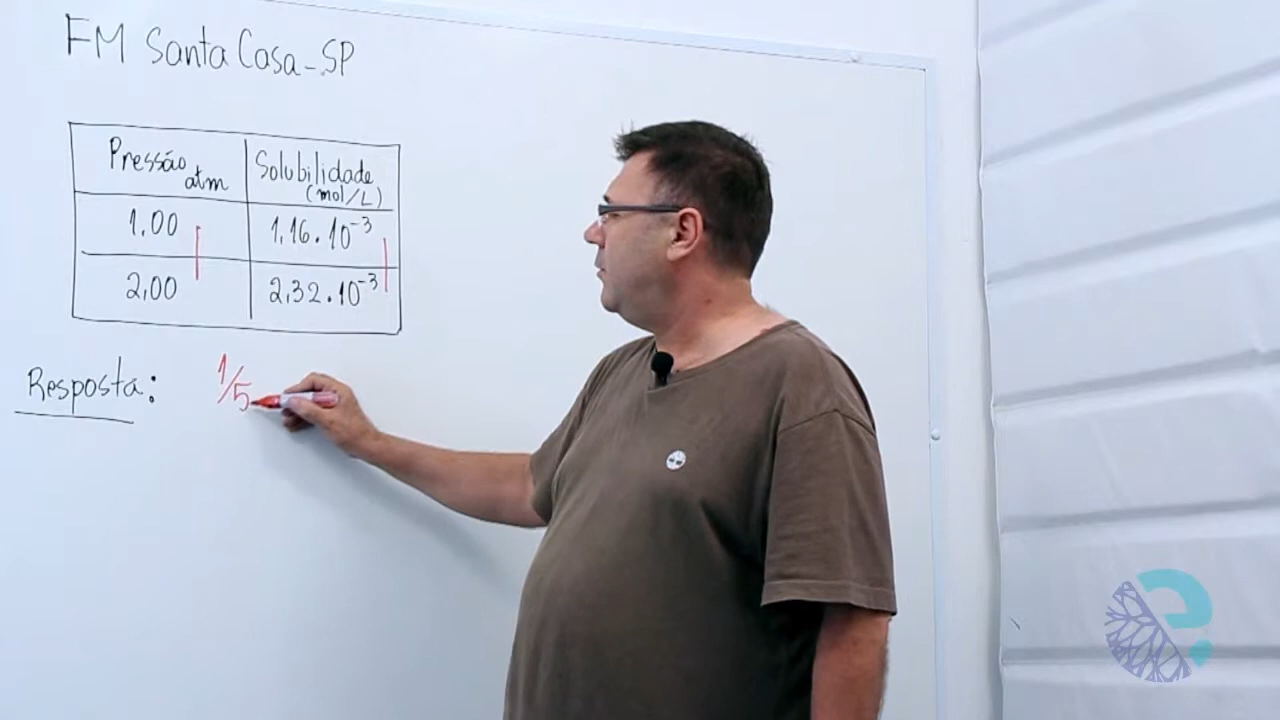 FM Santa Casa-SP
Pressão atm
Solubilidade (mol/L)
1,00
1,16.10⁻³
2,00
2,32.10⁻³
Resposta:
1/5